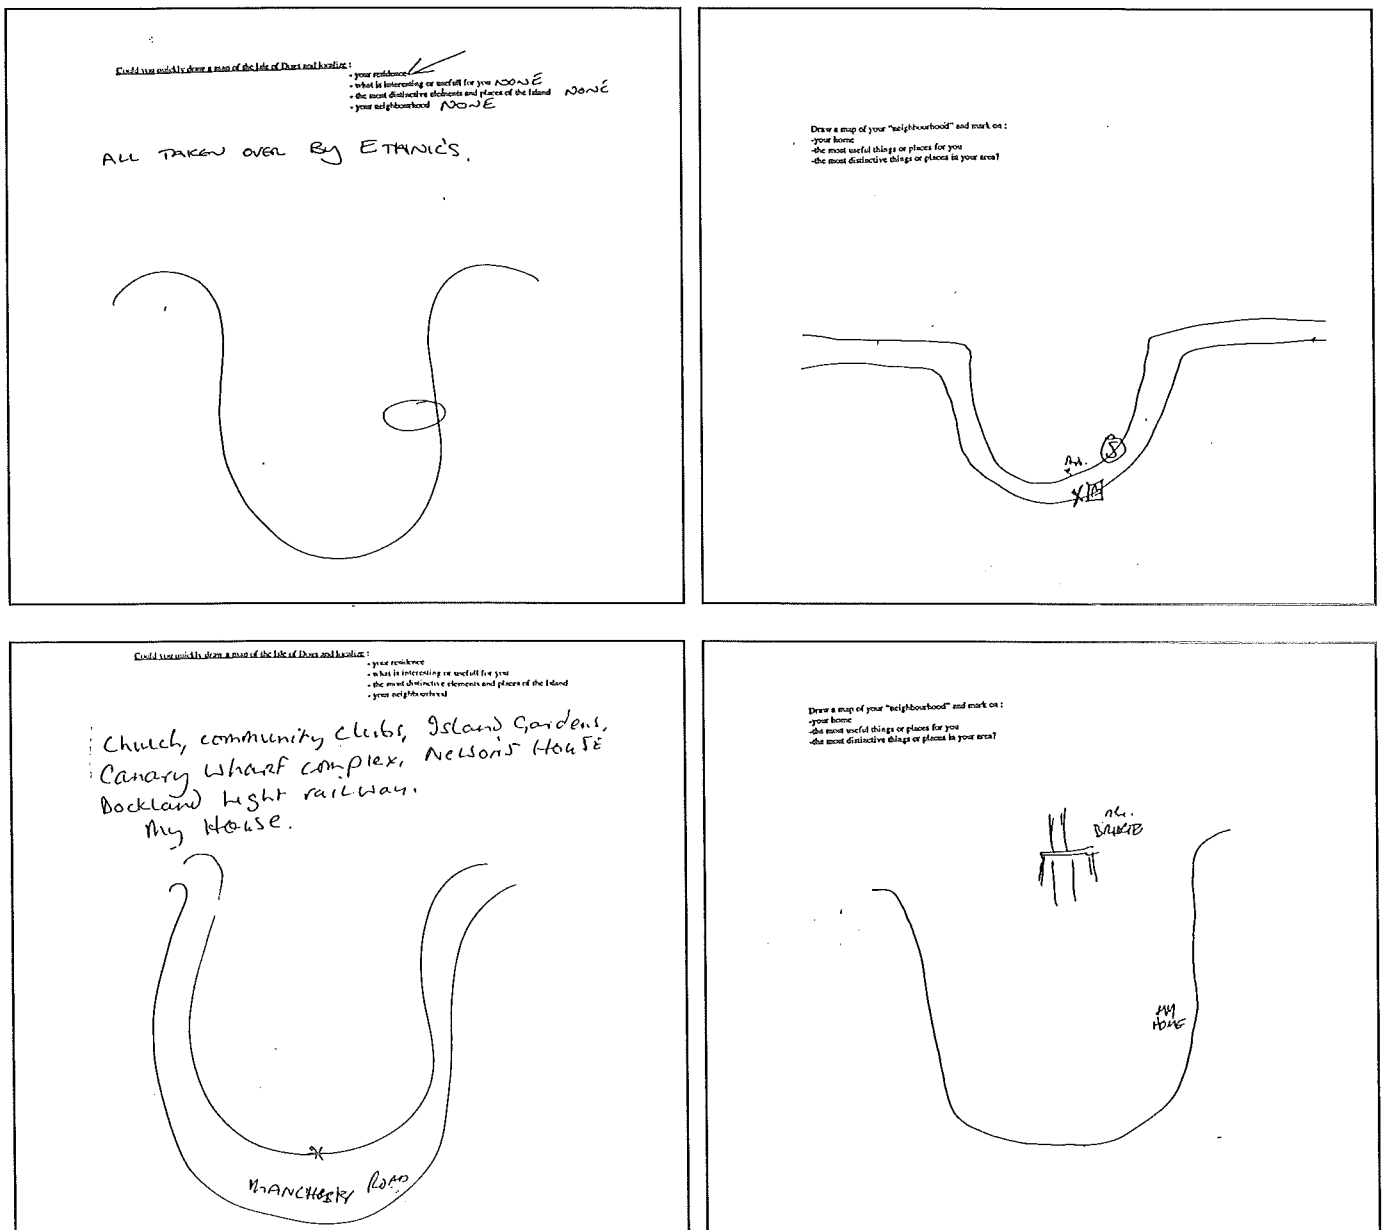 Could you quickly draw a map of the Isle of Dogs and localize :
- your residence
- what is interesting or usefull for you NONE
- the most distinctive elements and places of the Island NONE
- your neighbourhood NONE
ALL TAKEN OVER BY ETHNIC'S.
Draw a map of your "neighbourhood" and mark on :
-your home
-the most useful things or places for you
-the most distinctive things or places in your area?
S
X
Could you quickly draw a map of the Isle of Dogs and localize :
- your residence
- what is interesting or usefull for you
- the most distinctive elements and places of the Island
- your neighbourhood
Church, community clubs, Island Gardens,
Canary Wharf complex, Nelson's House
Dockland light railway.
My House.
X
ROAD
Draw a map of your "neighbourhood" and mark on :
-your home
-the most useful things or places for you
-the most distinctive things or places in your area?
BRIDGE
MY
HOME